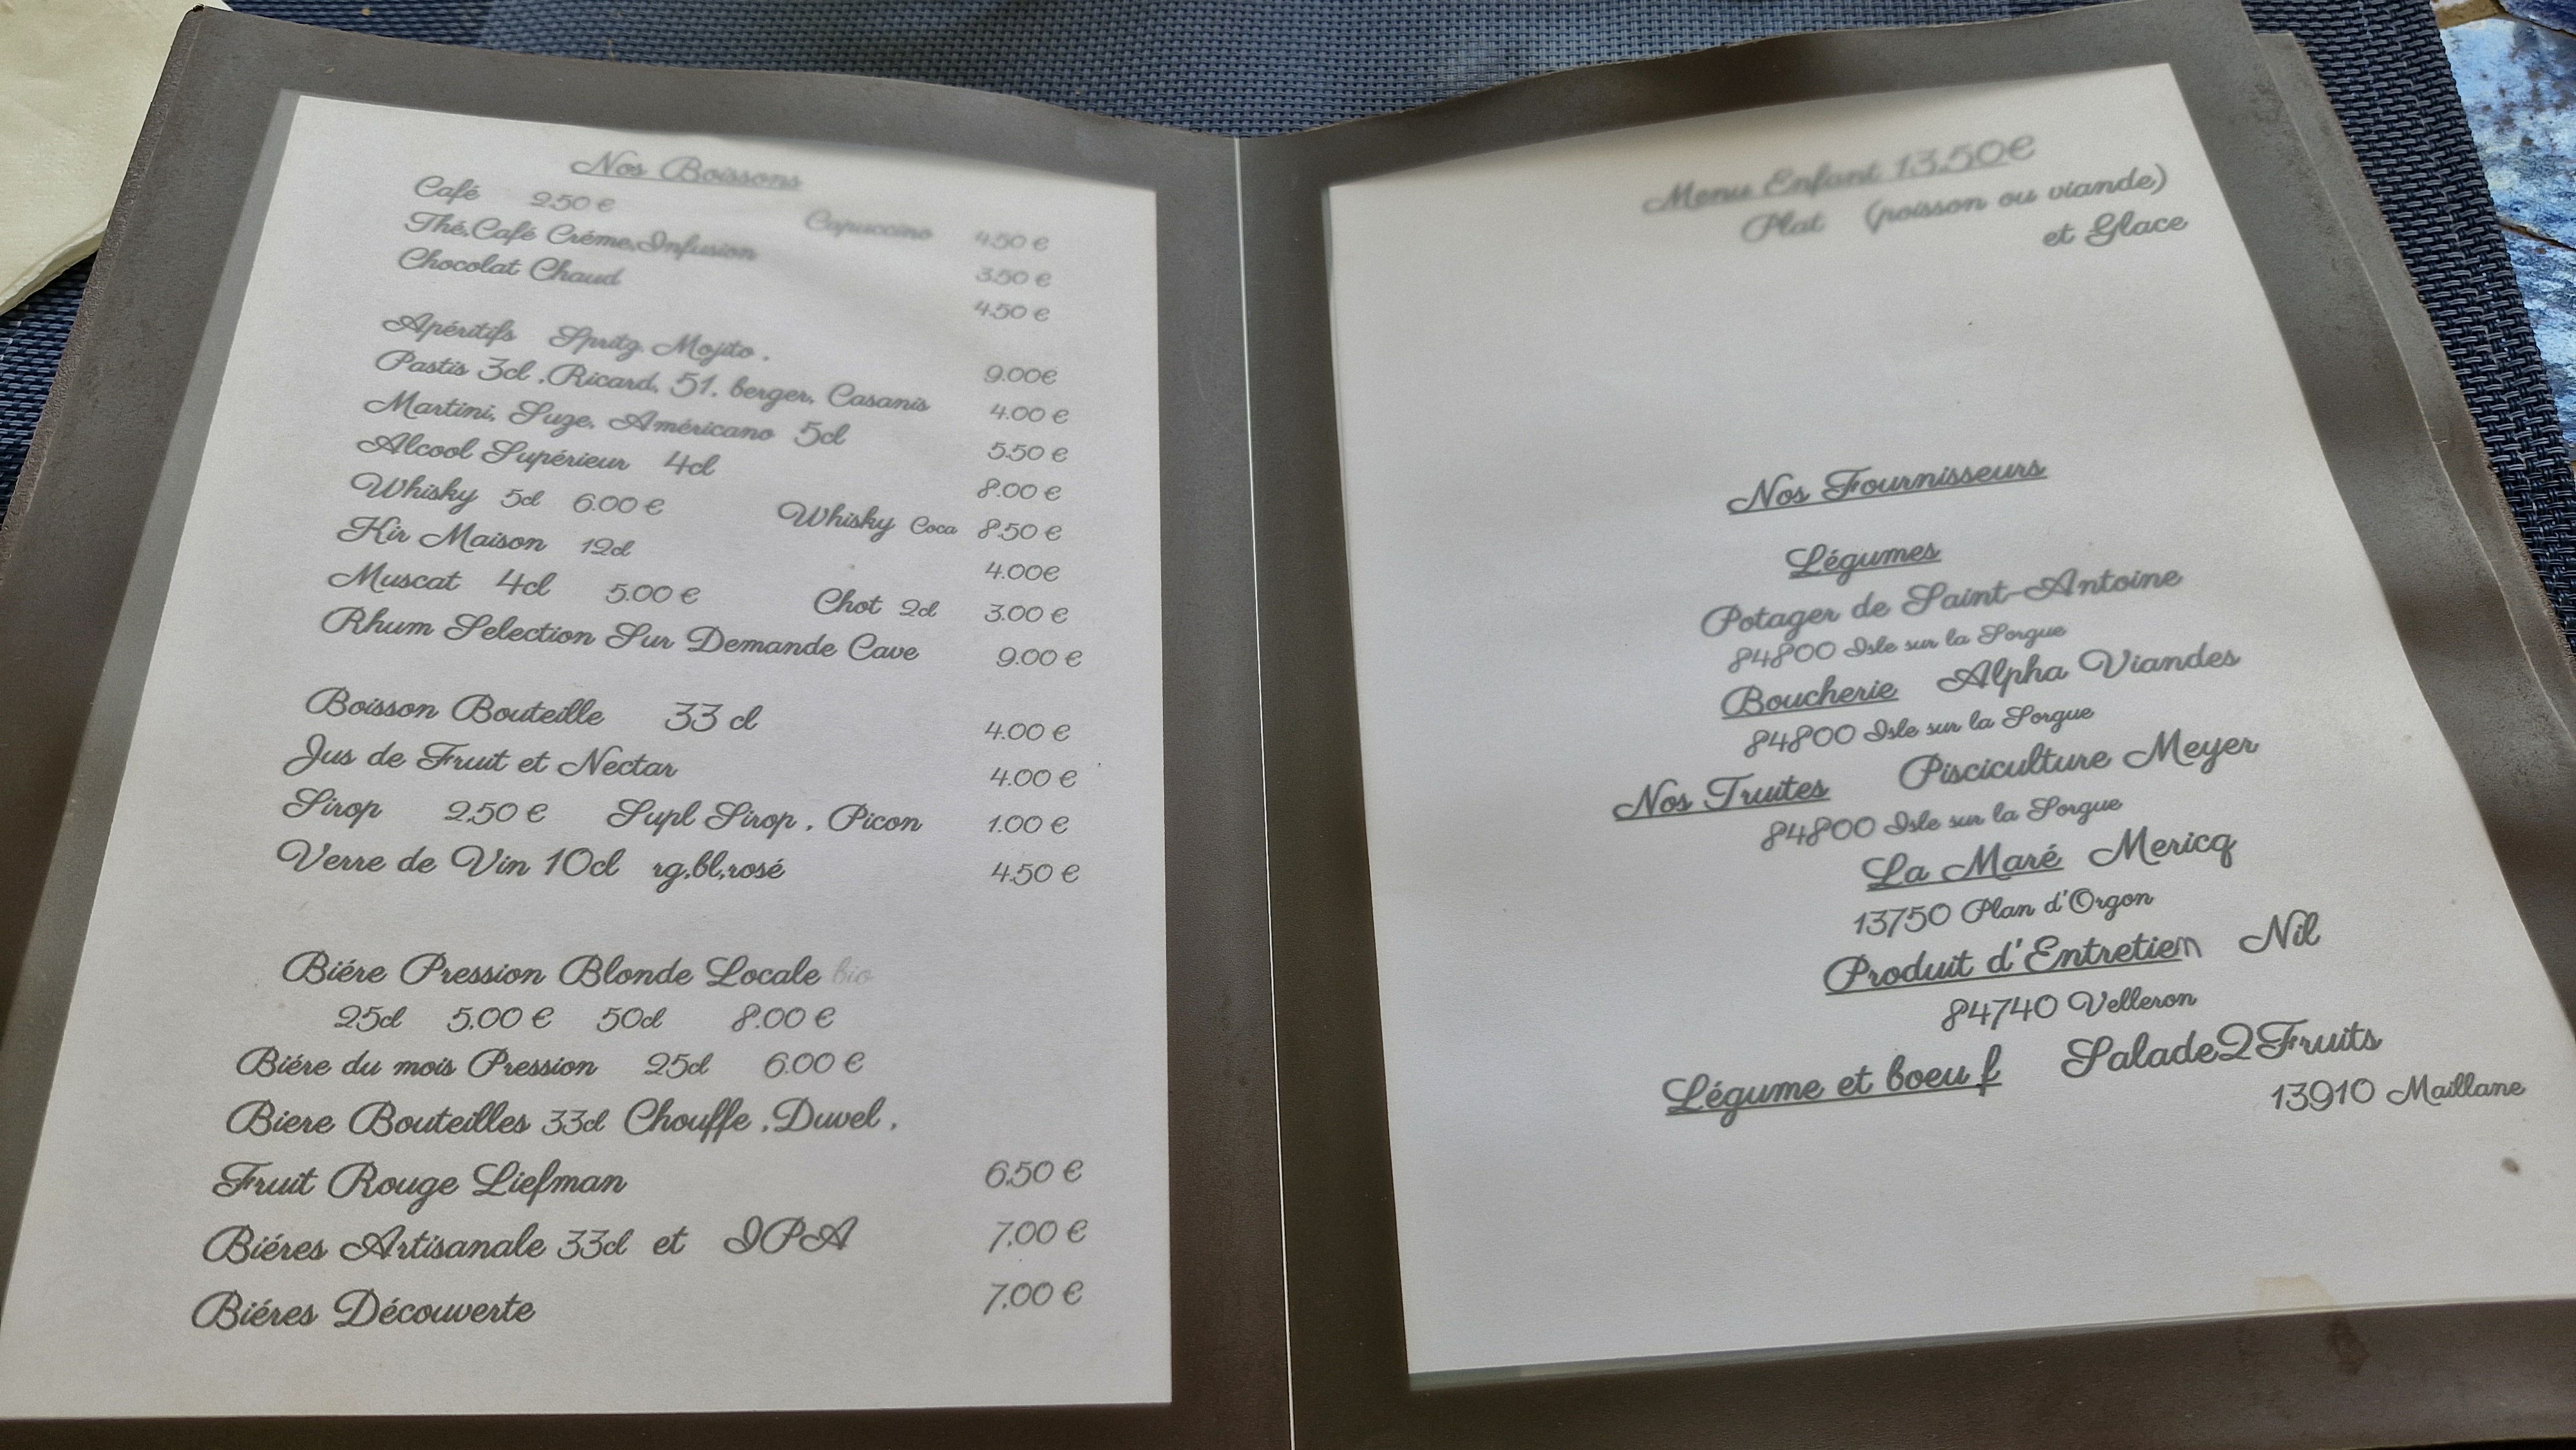 Nos Boissons
Café 2.50 € Capuccino 4.50 €
Thé,Café Créme,Infusion 3.50 €
Chocolat Chaud 4.50 €
Apéritifs Spritz Mojito . 9.00€
Pastis 3cl ,Ricard, 51, berger, Casanis 4.00 €
Martini, Suze, Américano 5cl 5.50 €
Alcool Supérieur 4cl 8.00 €
Whisky 5cl 6.00 € Whisky Coca 8.50 €
Kir Maison 12cl 4.00€
Muscat 4cl 5.00 € Chot 2cl 3.00 €
Rhum Selection Sur Demande Cave 9.00 €
Boisson Bouteille 33 cl 4.00 €
Jus de Fruit et Nectar 4.00 €
Sirop 2,50 € Supl Sirop , Picon 1.00 €
Verre de Vin 10cl rg,bl,rosé 4.50 €
Biére Pression Blonde Locale bio
25cl 5,00 € 50cl 8.00 €
Biére du mois Pression 25cl 6.00 €
Biere Bouteilles 33cl Chouffe ,Duvel ,
Fruit Rouge Liefman 6.50 €
Biéres Artisanale 33cl et IPA 7,00 €
Biéres Découverte 7,00 €
Menu Enfant 13.50€
Plat (poisson ou viande)
et Glace
Nos Fournisseurs
Légumes
Potager de Saint-Antoine
84800 Isle sur la Sorgue
Boucherie Alpha Viandes
84800 Isle sur la Sorgue
Nos Truites Pisciculture Meyer
84800 Isle sur la Sorgue
La Maré Mericq
13750 Plan d'Orgon
Produit d'Entretien Nil
84740 Velleron
Légume et boeu f Salade2Fruits
13910 Maillane